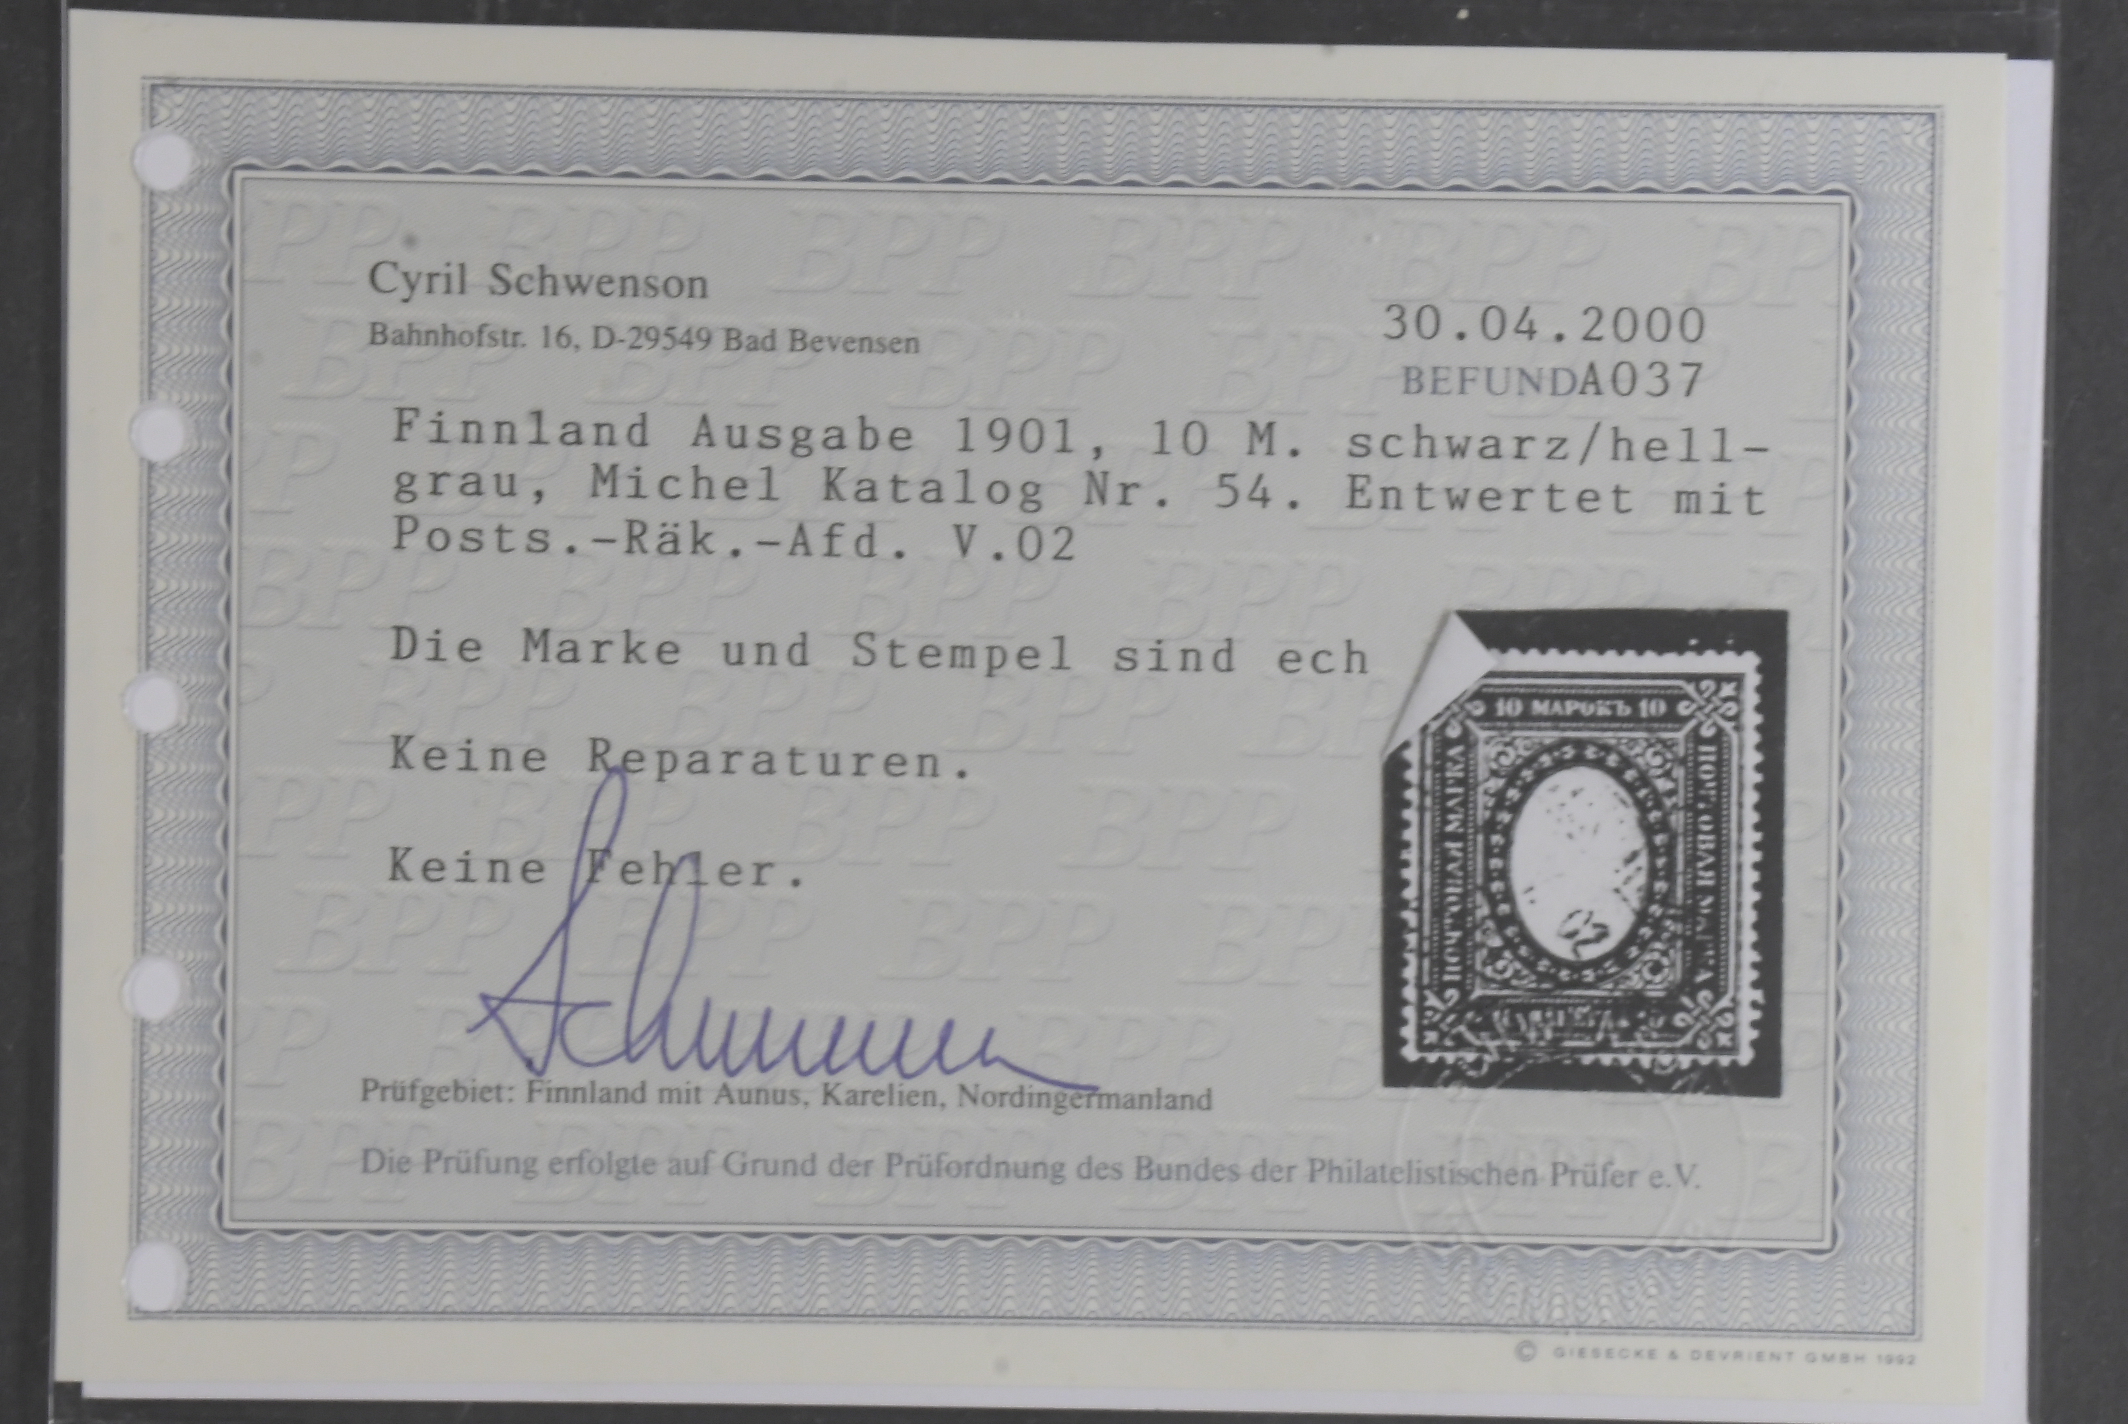 Cyril Schwenson
Bahnhofstr. 16, D-29549 Bad Bevensen
30.04.2000
BEFUNDA037
Finnland Ausgabe 1901, 10 M. schwarz/hell-
grau, Michel Katalog Nr. 54. Entwertet mit
Posts.-Räk.-Afd. V.02
Die Marke und Stempel sind ech
Keine Reparaturen.
Keine Fehler.
10 МАРОКЪ 10
ПОЧТОВАЯ МАРКА
ПОЧТОВАЯ МАРКА
02
Prüfgebiet: Finnland mit Aunus, Karelien, Nordingermanland
Die Prüfung erfolgte auf Grund der Prüfordnung des Bundes der Philatelistischen Prüfer e.V.
© GIESECKE & DEVRIENT GMBH 1992